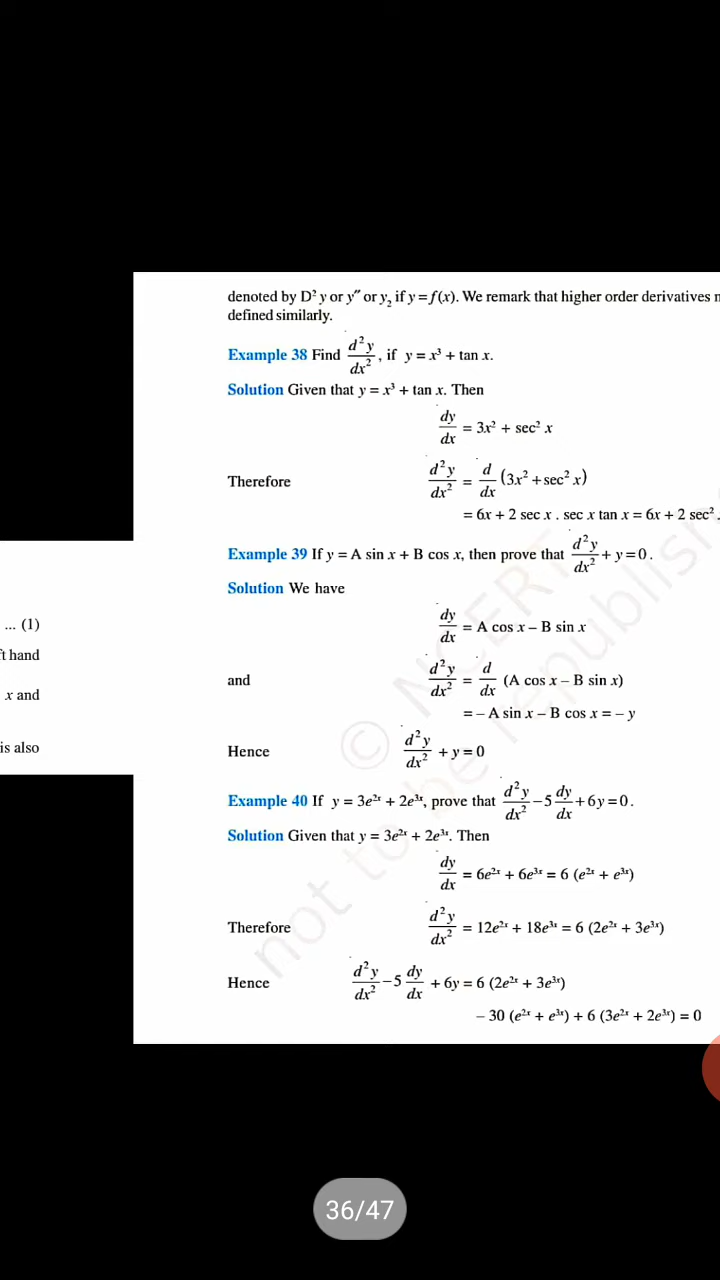 denoted by D² y or y″ or y₂ if y = f(x). We remark that higher order derivatives
defined similarly.
Example 38 Find d²y/dx², if y = x³ + tan x.
Solution Given that y = x³ + tan x. Then
dy/dx = 3x² + sec² x
Therefore d²y/dx² = d/dx (3x² + sec² x)
= 6x + 2 sec x . sec x tan x = 6x + 2 sec²
Example 39 If y = A sin x + B cos x, then prove that d²y/dx² + y = 0.
Solution We have
dy/dx = A cos x – B sin x
and d²y/dx² = d/dx (A cos x – B sin x)
= – A sin x – B cos x = – y
Hence d²y/dx² + y = 0
Example 40 If y = 3e²ˣ + 2e³ˣ, prove that d²y/dx² – 5 dy/dx + 6y = 0.
Solution Given that y = 3e²ˣ + 2e³ˣ. Then
dy/dx = 6e²ˣ + 6e³ˣ = 6 (e²ˣ + e³ˣ)
Therefore d²y/dx² = 12e²ˣ + 18e³ˣ = 6 (2e²ˣ + 3e³ˣ)
Hence d²y/dx² – 5 dy/dx + 6y = 6 (2e²ˣ + 3e³ˣ)
– 30 (e²ˣ + e³ˣ) + 6 (3e²ˣ + 2e³ˣ) = 0
... (1)
ft hand
x and
is also
© NCERT
not to be republish
36/47